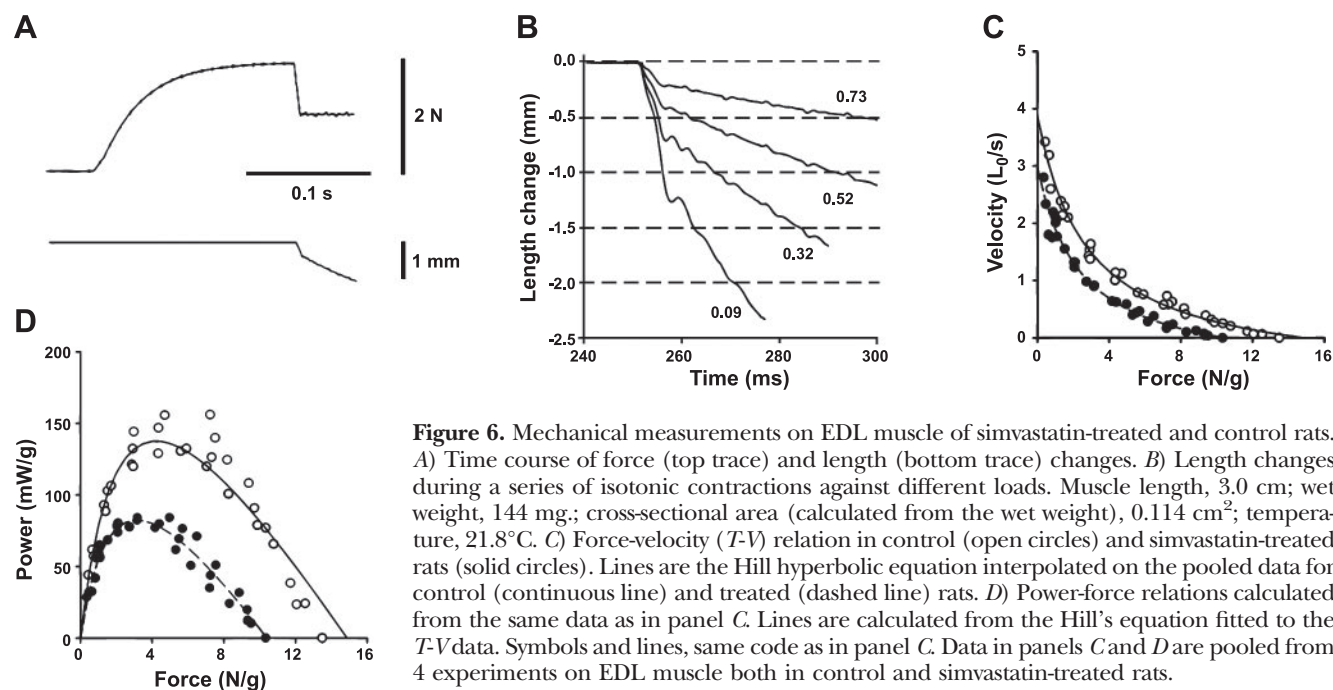 A
2 N
0.1 s
1 mm
B
Length change (mm)
0.0
-0.5
-1.0
-1.5
-2.0
-2.5
0.73
0.52
0.32
0.09
240 260 280 300
Time (ms)
C
Velocity (L0/s)
5
4
3
2
1
0
0 4 8 12 16
Force (N/g)
D
Power (mW/g)
200
150
100
50
0
0 4 8 12 16
Force (N/g)
Figure 6. Mechanical measurements on EDL muscle of simvastatin-treated and control rats.
A) Time course of force (top trace) and length (bottom trace) changes. B) Length changes
during a series of isotonic contractions against different loads. Muscle length, 3.0 cm; wet
weight, 144 mg.; cross-sectional area (calculated from the wet weight), 0.114 cm²; tempera-
ture, 21.8°C. C) Force-velocity (T-V) relation in control (open circles) and simvastatin-treated
rats (solid circles). Lines are the Hill hyperbolic equation interpolated on the pooled data for
control (continuous line) and treated (dashed line) rats. D) Power-force relations calculated
from the same data as in panel C. Lines are calculated from the Hill's equation fitted to the
T-V data. Symbols and lines, same code as in panel C. Data in panels C and D are pooled from
4 experiments on EDL muscle both in control and simvastatin-treated rats.